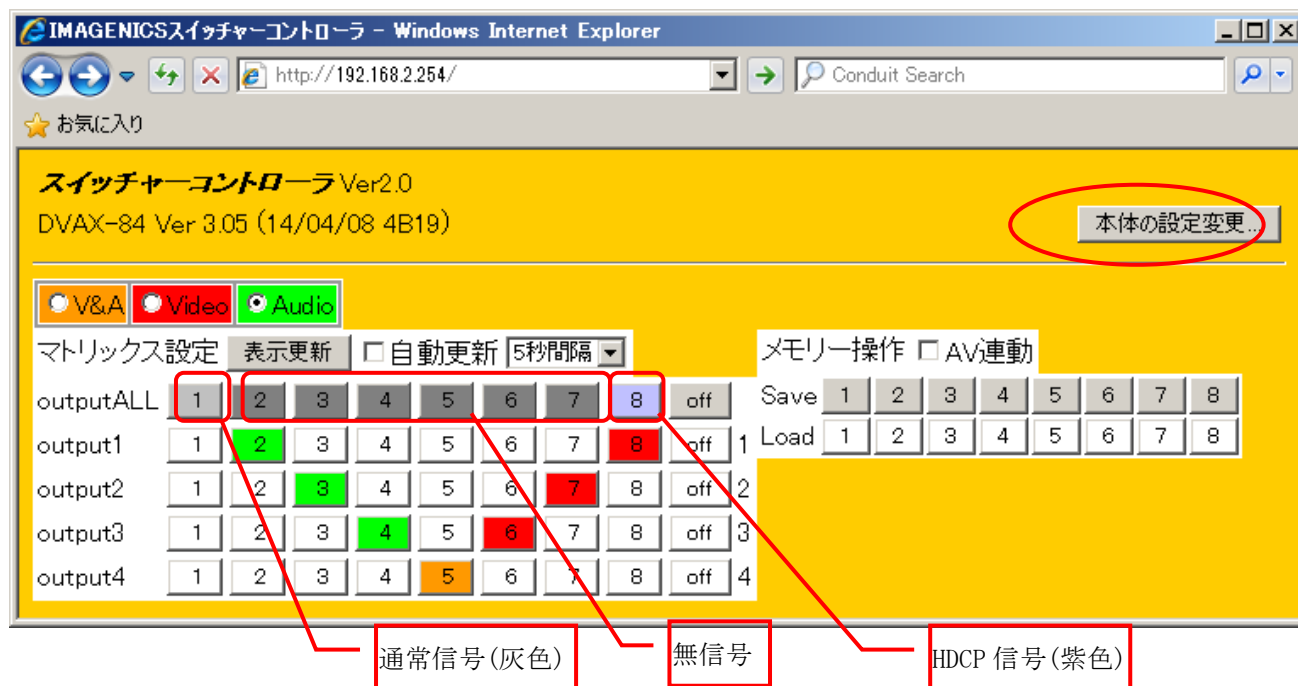 IMAGENICSスイッチャーコントローラ - Windows Internet Explorer
http://192.168.2.254/
Conduit Search
お気に入り
スイッチャーコントローラ Ver2.0
DVAX-84 Ver 3.05 (14/04/08 4B19)
本体の設定変更...
V&A Video Audio
マトリックス設定 表示更新 自動更新 5秒間隔
メモリー操作 AV連動
outputALL 1 2 3 4 5 6 7 8 off
Save 1 2 3 4 5 6 7 8
output1 1 2 3 4 5 6 7 8 off 1
Load 1 2 3 4 5 6 7 8
output2 1 2 3 4 5 6 7 8 off 2
output3 1 2 3 4 5 6 7 8 off 3
output4 1 2 3 4 5 6 7 8 off 4
通常信号(灰色)
無信号
HDCP 信号(紫色)